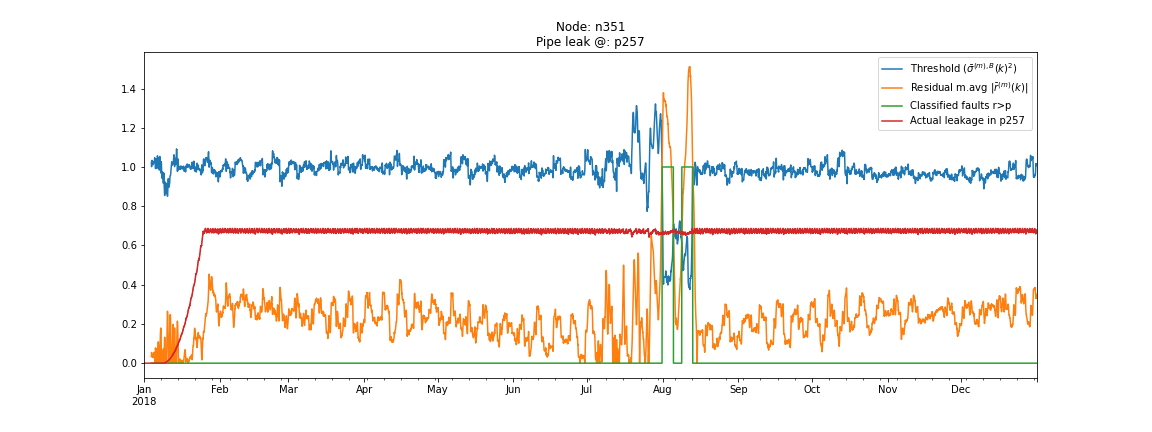 Node: n351
Pipe leak @: p257
Threshold (σ̄^(m),B(k)²)
Residual m.avg |r̄^(m)(k)|
Classified faults r>p
Actual leakage in p257
1.4
1.2
1.0
0.8
0.6
0.4
0.2
0.0
Jan Feb Mar Apr May Jun Jul Aug Sep Oct Nov Dec
2018